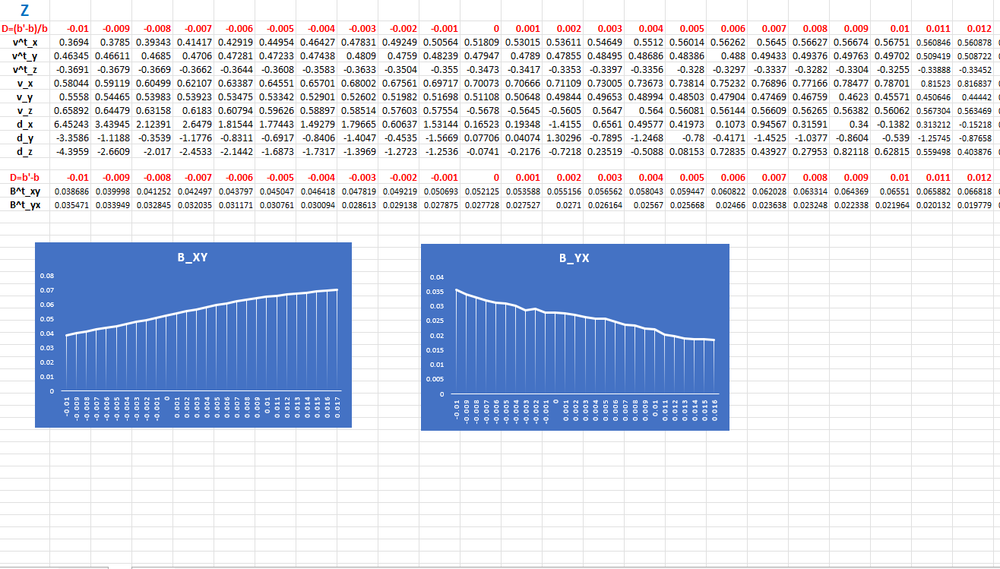 Z
D=(b'-b)/b -0.01 -0.009 -0.008 -0.007 -0.006 -0.005 -0.004 -0.003 -0.002 -0.001 0 0.001 0.002 0.003 0.004 0.005 0.006 0.007 0.008 0.009 0.01 0.011 0.012
v^t_x 0.3694 0.3785 0.39343 0.41417 0.42919 0.44954 0.46427 0.47831 0.49249 0.50564 0.51809 0.53015 0.53611 0.54649 0.5512 0.56014 0.56262 0.5645 0.56627 0.56674 0.56751 0.560846 0.560878
v^t_y 0.46345 0.46611 0.4685 0.4706 0.47281 0.47233 0.47438 0.4809 0.4759 0.48239 0.47947 0.4789 0.47855 0.48495 0.48686 0.48386 0.488 0.49433 0.49376 0.49763 0.49702 0.509419 0.508722
v^t_z -0.3691 -0.3679 -0.3669 -0.3662 -0.3644 -0.3608 -0.3583 -0.3633 -0.3504 -0.355 -0.3473 -0.3417 -0.3353 -0.3397 -0.3356 -0.328 -0.3297 -0.3337 -0.3282 -0.3304 -0.3255 -0.33888 -0.33452
v_x 0.58044 0.59119 0.60499 0.62107 0.63387 0.64551 0.65701 0.68002 0.67561 0.69717 0.70073 0.70666 0.71109 0.73005 0.73673 0.73814 0.75232 0.76896 0.77166 0.78477 0.78701 0.81523 0.816837
v_y 0.5558 0.54465 0.53983 0.53923 0.53475 0.53342 0.52901 0.52602 0.51982 0.51698 0.51108 0.50648 0.49844 0.49653 0.48994 0.48503 0.47904 0.47469 0.46759 0.4623 0.45571 0.450646 0.44442
v_z 0.65892 0.64479 0.63158 0.6183 0.60794 0.59626 0.58897 0.58514 0.57603 0.57554 -0.5678 -0.5645 -0.5605 0.5647 0.564 0.56081 0.56144 0.56609 0.56265 0.56382 0.56062 0.567304 0.563469
d_x 6.45243 3.43945 2.12391 2.6479 1.81544 1.77443 1.49279 1.79665 0.60637 1.53144 0.16523 0.19348 -1.4155 0.6561 0.49577 0.41973 0.1073 0.94567 0.31591 0.34 -0.1382 0.313212 -0.15218
d_y -3.3586 -1.1188 -0.3539 -1.1776 -0.8311 -0.6917 -0.8406 -1.4047 -0.4535 -1.5669 0.07706 0.04074 1.30296 -0.7895 -1.2468 -0.78 -0.4171 -1.4525 -1.0377 -0.8604 -0.539 -1.25745 -0.87658
d_z -4.3959 -2.6609 -2.017 -2.4533 -2.1442 -1.6873 -1.7317 -1.3969 -1.2723 -1.2536 -0.0741 -0.2176 -0.7218 0.23519 -0.5088 0.08153 0.72835 0.43927 0.27953 0.82118 0.62815 0.559498 0.403876
D=b'-b -0.01 -0.009 -0.008 -0.007 -0.006 -0.005 -0.004 -0.003 -0.002 -0.001 0 0.001 0.002 0.003 0.004 0.005 0.006 0.007 0.008 0.009 0.01 0.011 0.012
B^t_xy 0.038686 0.039998 0.041252 0.042497 0.043797 0.045047 0.046418 0.047819 0.049219 0.050693 0.052125 0.053588 0.055156 0.056562 0.058043 0.059447 0.060822 0.062028 0.063314 0.064369 0.06551 0.065882 0.066818
B^t_yx 0.035471 0.033949 0.032845 0.032035 0.031171 0.030761 0.030094 0.028613 0.029138 0.027875 0.027728 0.027527 0.0271 0.026164 0.02567 0.025668 0.02466 0.023638 0.023248 0.022338 0.021964 0.020132 0.019779
B_XY
0.08
0.07
0.06
0.05
0.04
0.03
0.02
0.01
0
-0.01 -0.009 -0.008 -0.007 -0.006 -0.005 -0.004 -0.003 -0.002 -0.001 0 0.001 0.002 0.003 0.004 0.005 0.006 0.007 0.008 0.009 0.01 0.011 0.012 0.013 0.014 0.015 0.016 0.017
B_YX
0.04
0.035
0.03
0.025
0.02
0.015
0.01
0.005
0
-0.01 -0.009 -0.008 -0.007 -0.006 -0.005 -0.004 -0.003 -0.002 -0.001 0 0.001 0.002 0.003 0.004 0.005 0.006 0.007 0.008 0.009 0.01 0.011 0.012 0.013 0.014 0.015 0.016